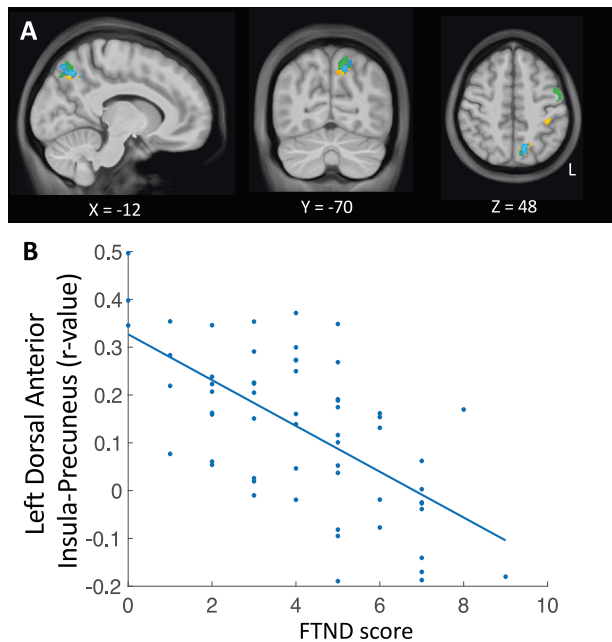 A
L
X = -12
Y = -70
Z = 48
B
Left Dorsal Anterior
Insula-Precuneus (r-value)
0.5
0.4
0.3
0.2
0.1
0
-0.1
-0.2
0 2 4 6 8 10
FTND score